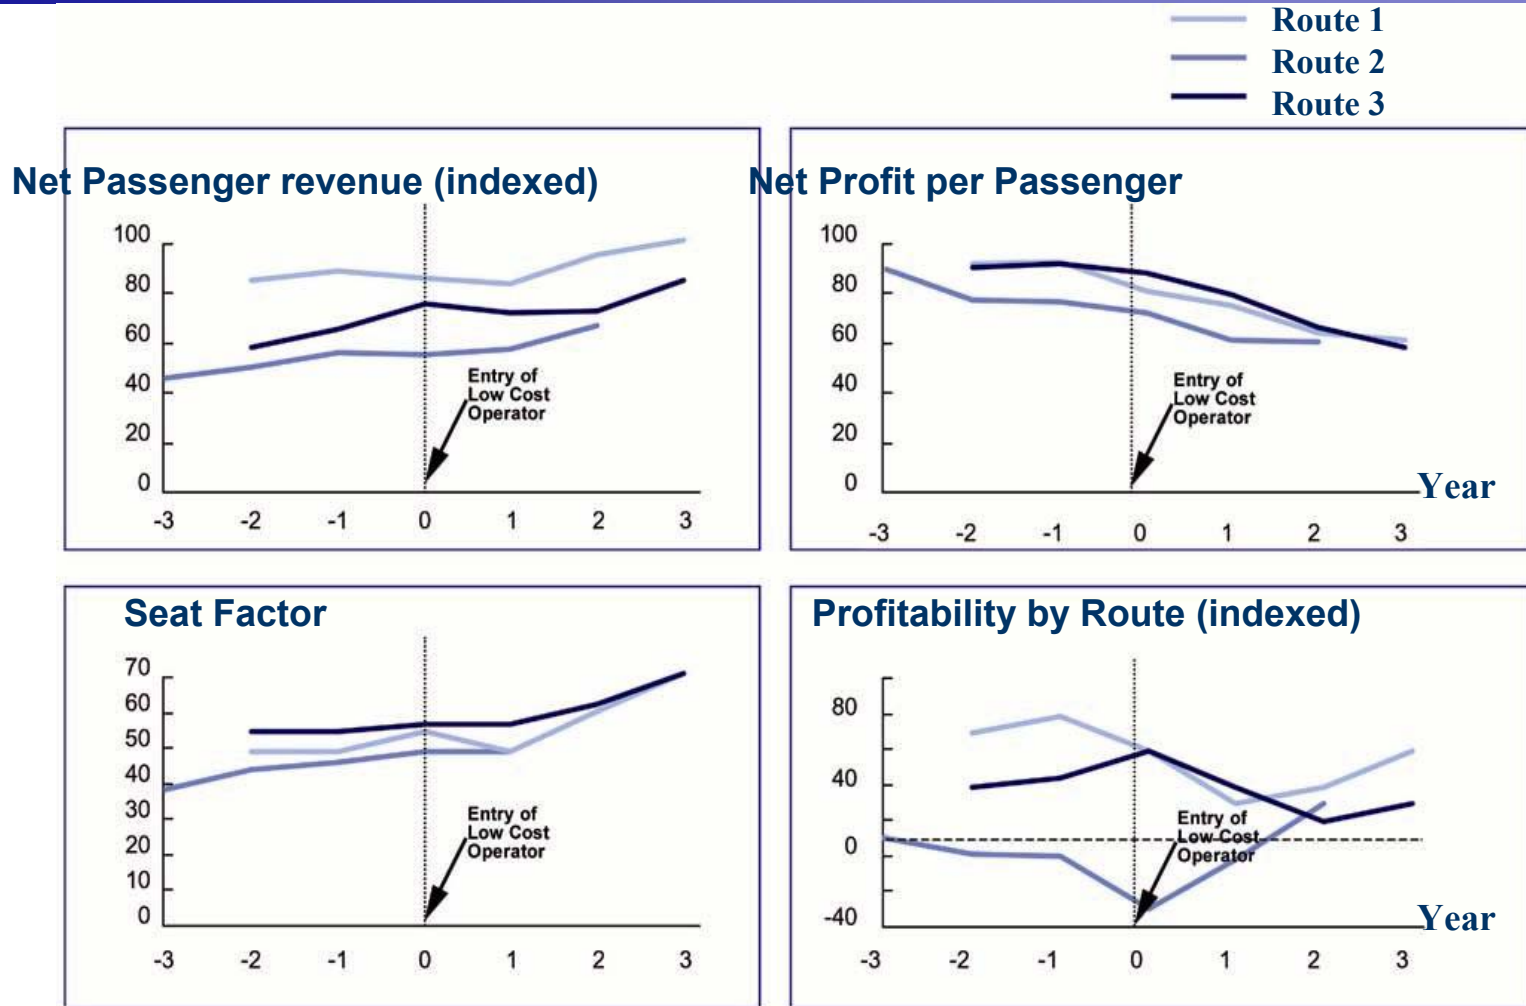 Route 1
Route 2
Route 3
Net Passenger revenue (indexed)
100
80
60
40
20
0
Entry of
Low Cost
Operator
-3 -2 -1 0 1 2 3
Net Profit per Passenger
100
80
60
40
20
0
Entry of
Low Cost
Operator
Year
-3 -2 -1 0 1 2 3
Seat Factor
70
60
50
40
30
20
10
0
Entry of
Low Cost
Operator
-3 -2 -1 0 1 2 3
Profitability by Route (indexed)
80
40
0
-40
Entry of
Low Cost
Operator
Year
-3 -2 -1 0 1 2 3